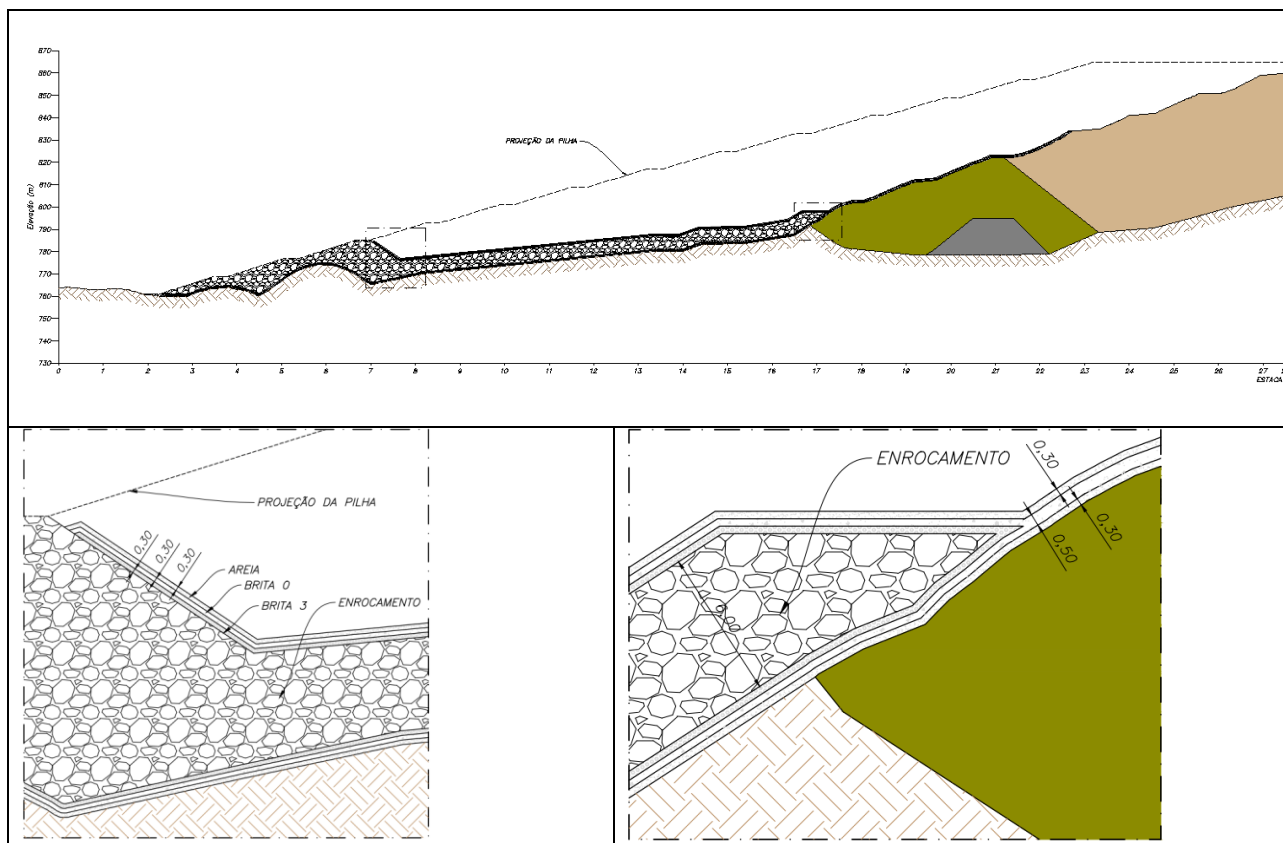 870
860
850
840
830
820
810
800
790
780
770
760
750
740
730
Elevação (m)
PROJEÇÃO DA PILHA
0 1 2 3 4 5 6 7 8 9 10 11 12 13 14 15 16 17 18 19 20 21 22 23 24 25 26 27
ESTACA
PROJEÇÃO DA PILHA
0,30
0,30
0,30
AREIA
BRITA 0
BRITA 3
ENROCAMENTO
ENROCAMENTO
0,30
0,30
0,50
6,00